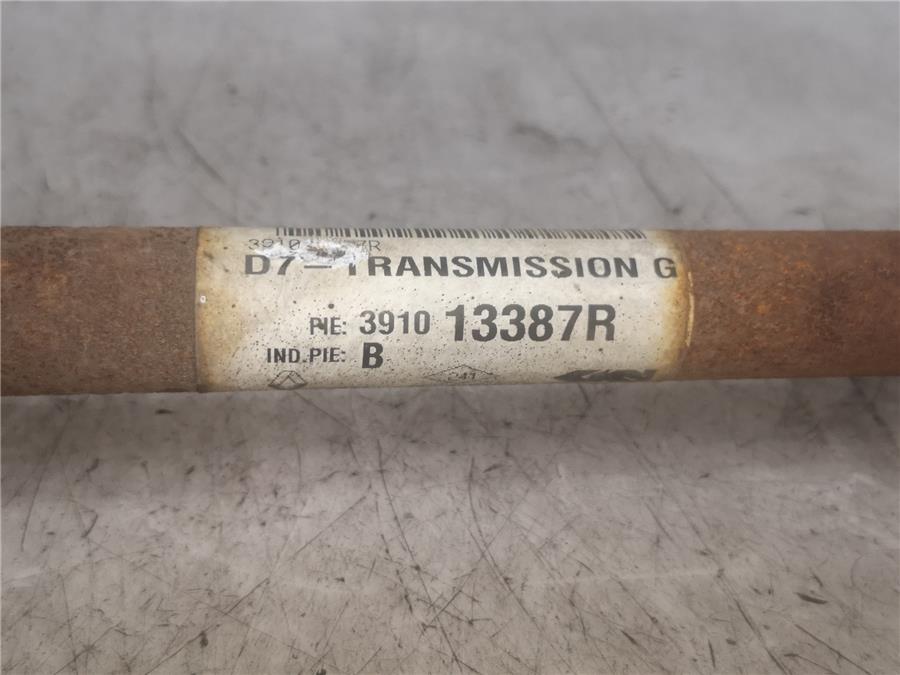 D7-TRANSMISSION G
PIE: 3910 13387R
IND.PIE: B